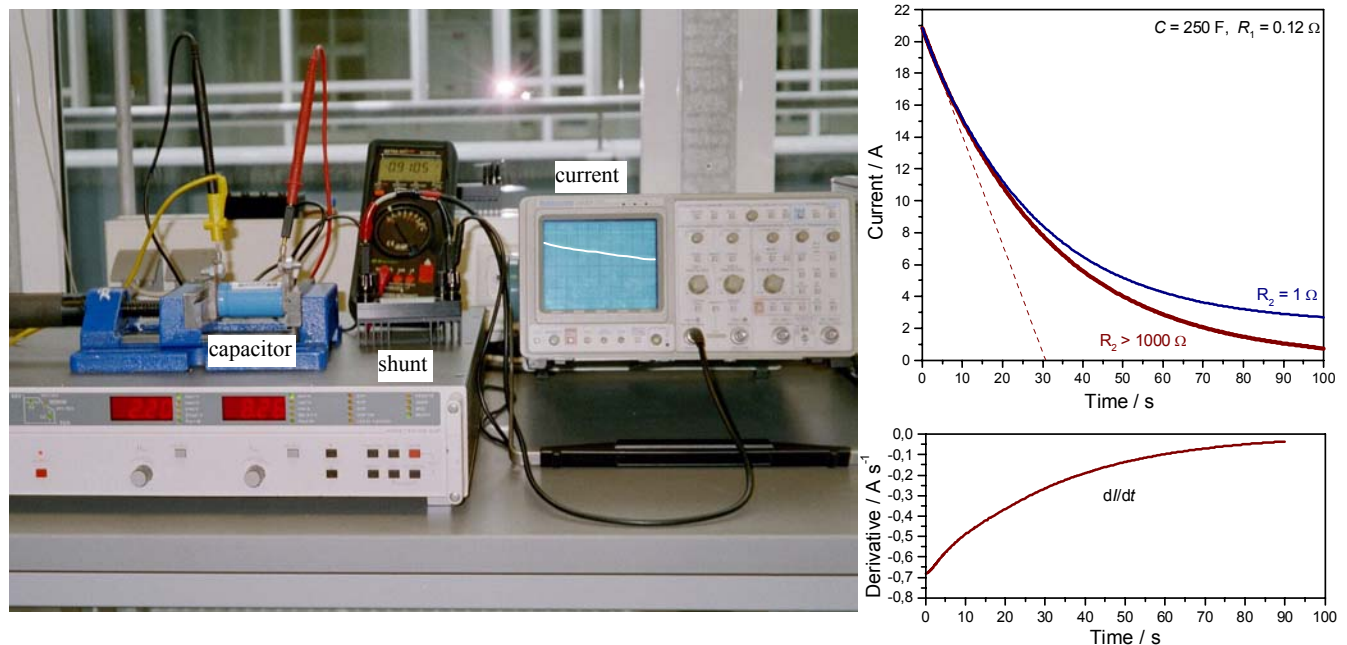 current
09105
capacitor
shunt
C = 250 F, R1 = 0.12 Ω
22
20
18
16
14
12
10
8
6
4
2
0
Current / A
R2 = 1 Ω
R2 > 1000 Ω
0 10 20 30 40 50 60 70 80 90 100
Time / s
0,0
-0,1
-0,2
-0,3
-0,4
-0,5
-0,6
-0,7
-0,8
Derivative / A s-1
dI/dt
0 10 20 30 40 50 60 70 80 90 100
Time / s